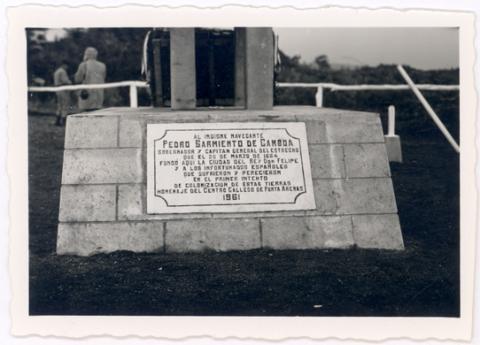 AL INSIGNE NAVEGANTE
PEDRO SARMIENTO DE GAMBOA
GOBERNADOR Y CAPITAN GENERAL DEL ESTRECHO
QUE EL 25 DE MARZO DE 1584
FUNDÓ AQUI LA CIUDAD DEL REY DON FELIPE
Y A LOS INFORTUNADOS ESPAÑOLES
QUE SUFRIERON Y PERECIERON
EN EL PRIMER INTENTO
DE COLONIZACION DE ESTAS TIERRAS
HOMENAJE DEL CENTRO GALLEGO DE PUNTA ARENAS
1961